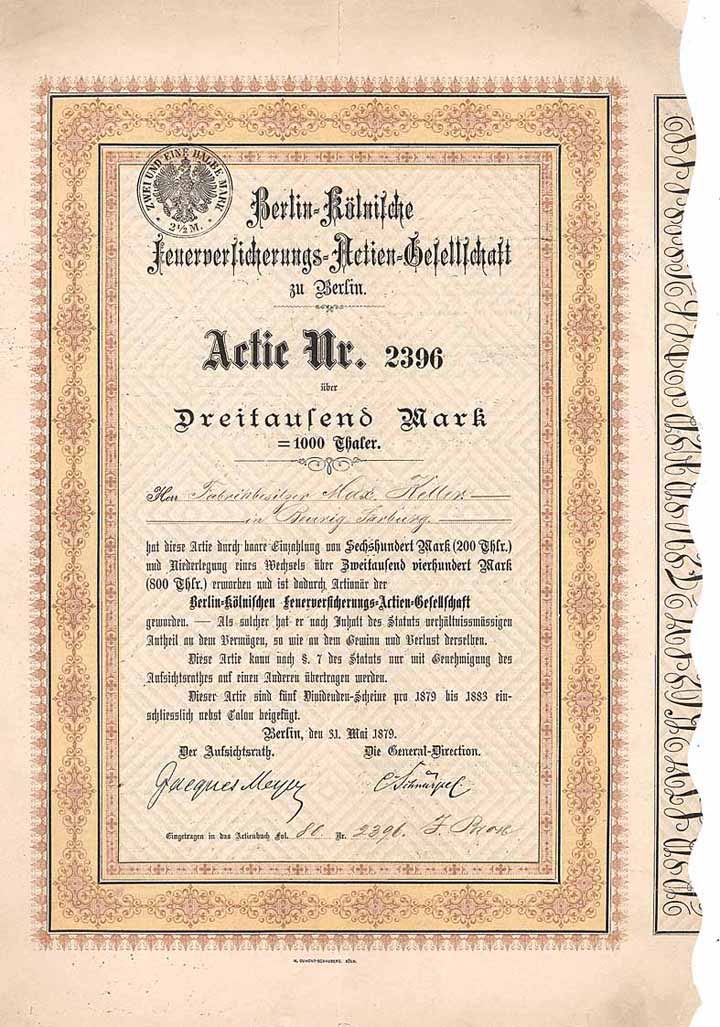 ZWEI UND EINE HALBE MARK
2½ M.
Berlin-Kölnische
Feuerversicherungs-Actien-Gesellschaft
zu Berlin.
Actie Nr. 2396
über
Dreitausend Mark
= 1000 Thaler.
Herr Fabrikbesitzer Max Keller
in Beurig Sarburg.
hat diese Actie durch baare Einzahlung von Sechshundert Mark (200 Thlr.)
und Niederlegung eines Wechsels über Zweitausend vierhundert Mark
(800 Thlr.) erworben und ist dadurch Actionär der
Berlin-Kölnischen Feuerversicherungs-Actien-Gesellschaft
geworden. — Als solcher hat er nach Inhalt des Statuts verhältnissmässigen
Antheil an dem Vermögen, so wie an dem Gewinn und Verlust derselben.
Diese Actie kann nach §. 7 des Statuts nur mit Genehmigung des
Aufsichtsrathes auf einen Anderen übertragen werden.
Dieser Actie sind fünf Dividenden-Scheine pro 1879 bis 1883 ein-
schliesslich nebst Talon beigefügt.
Berlin, den 31. Mai 1879.
Der Aufsichtsrath. Die General-Direction.
Jacques Meyer
Eingetragen in das Actienbuch Fol. 80. Nr. 2396.
M. DUMONT-SCHAUBERG, KÖLN.